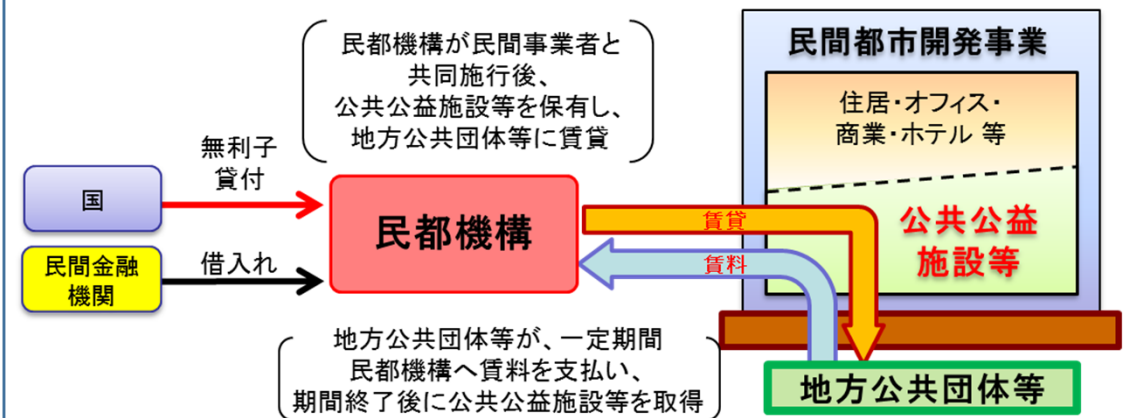 民都機構が民間事業者と
共同施行後、
公共公益施設等を保有し、
地方公共団体等に賃貸
民間都市開発事業
住居・オフィス・
商業・ホテル 等
公共公益
施設等
国
無利子
貸付
民間金融
機関
借入れ
民都機構
賃貸
賃料
地方公共団体等が、一定期間
民都機構へ賃料を支払い、
期間終了後に公共公益施設等を取得
地方公共団体等